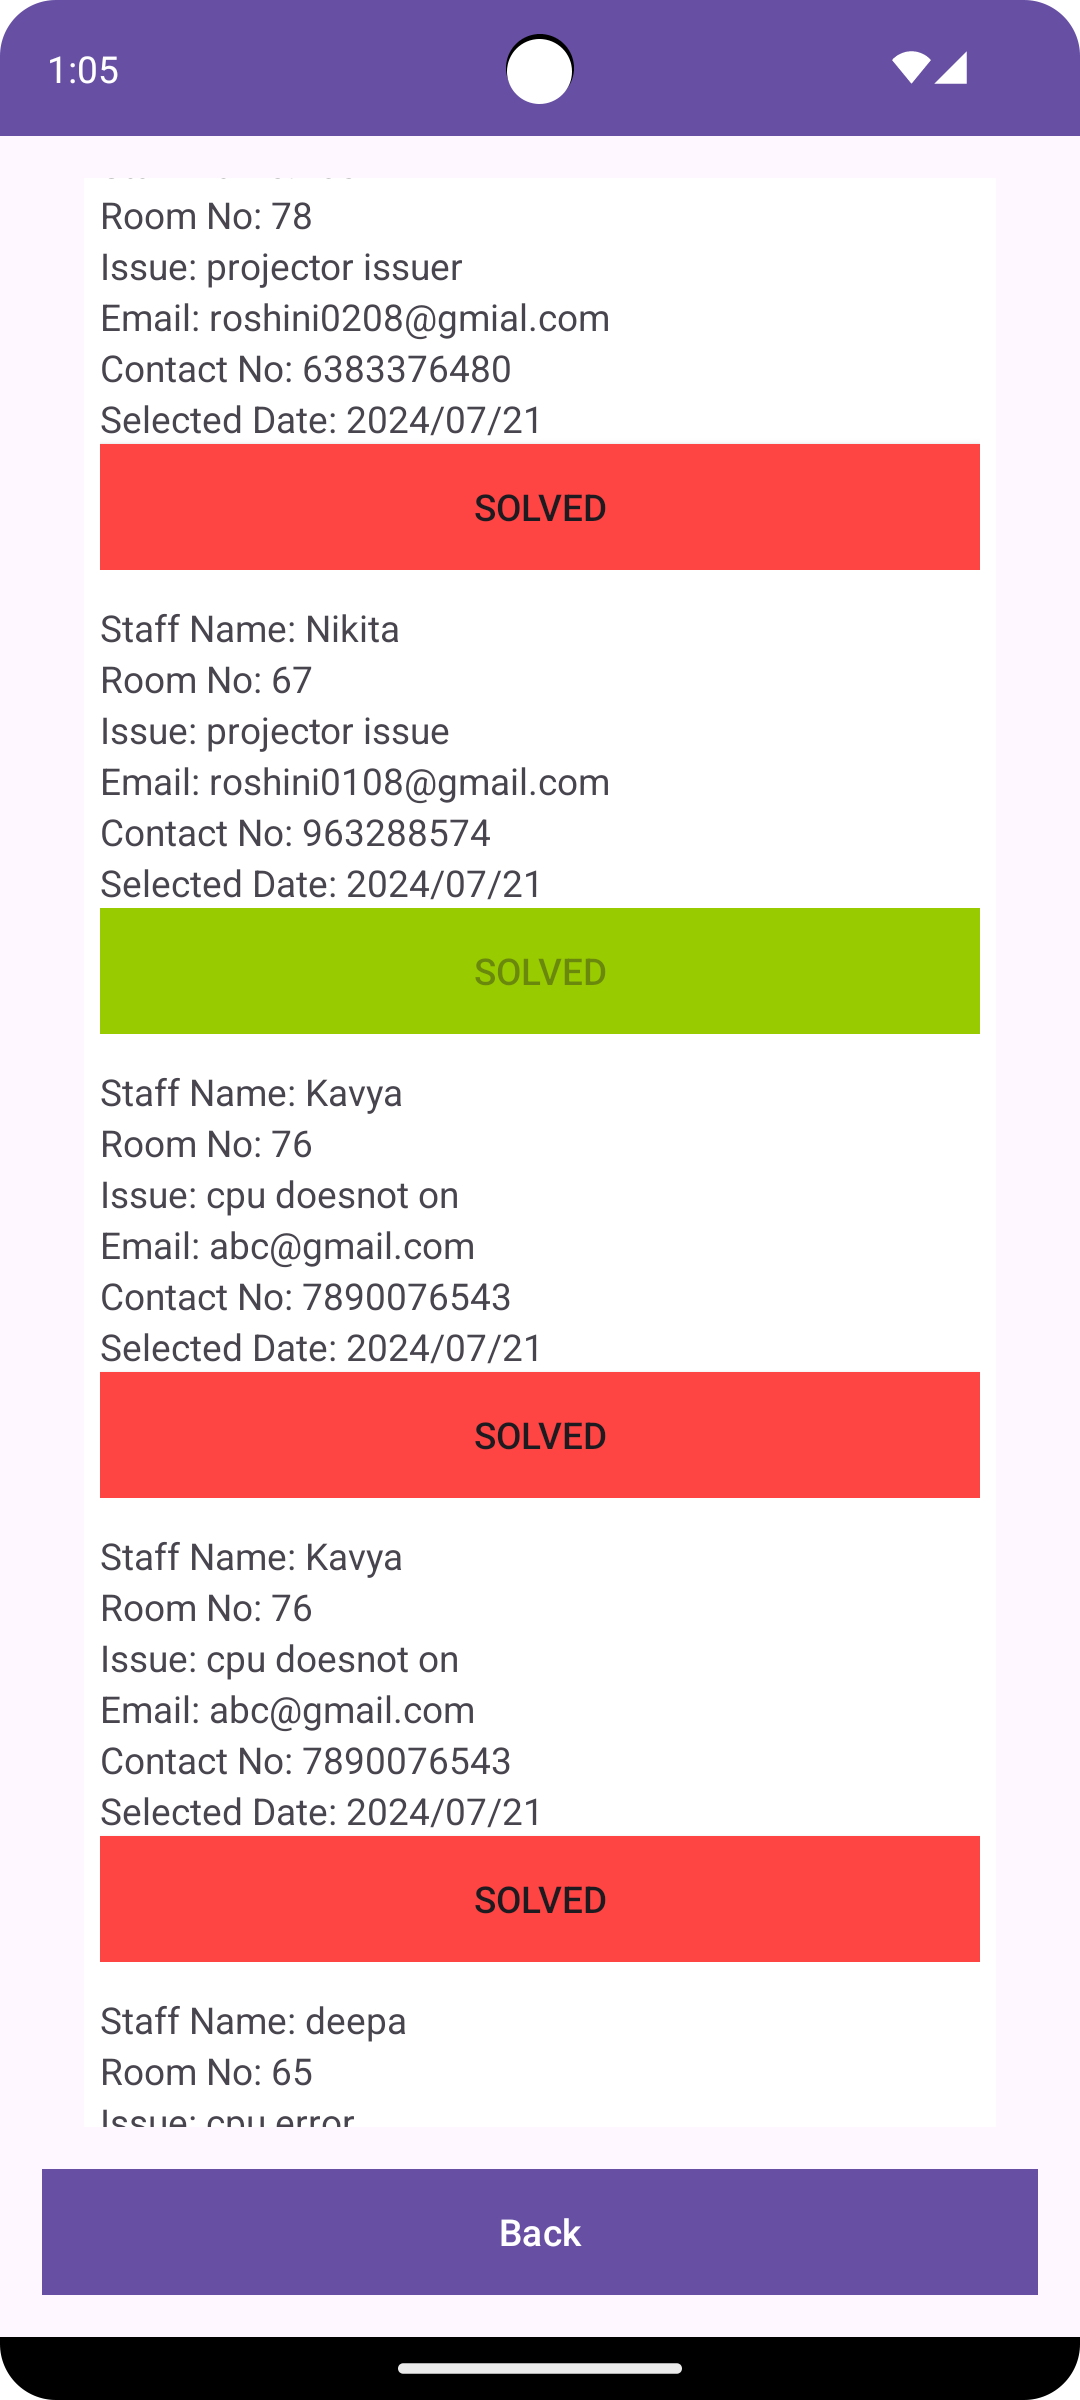 1:05
Room No: 78
Issue: projector issuer
Email: roshini0208@gmial.com
Contact No: 6383376480
Selected Date: 2024/07/21
SOLVED
Staff Name: Nikita
Room No: 67
Issue: projector issue
Email: roshini0108@gmail.com
Contact No: 963288574
Selected Date: 2024/07/21
SOLVED
Staff Name: Kavya
Room No: 76
Issue: cpu doesnot on
Email: abc@gmail.com
Contact No: 7890076543
Selected Date: 2024/07/21
SOLVED
Staff Name: Kavya
Room No: 76
Issue: cpu doesnot on
Email: abc@gmail.com
Contact No: 7890076543
Selected Date: 2024/07/21
SOLVED
Staff Name: deepa
Room No: 65
Issue: cpu error
Back